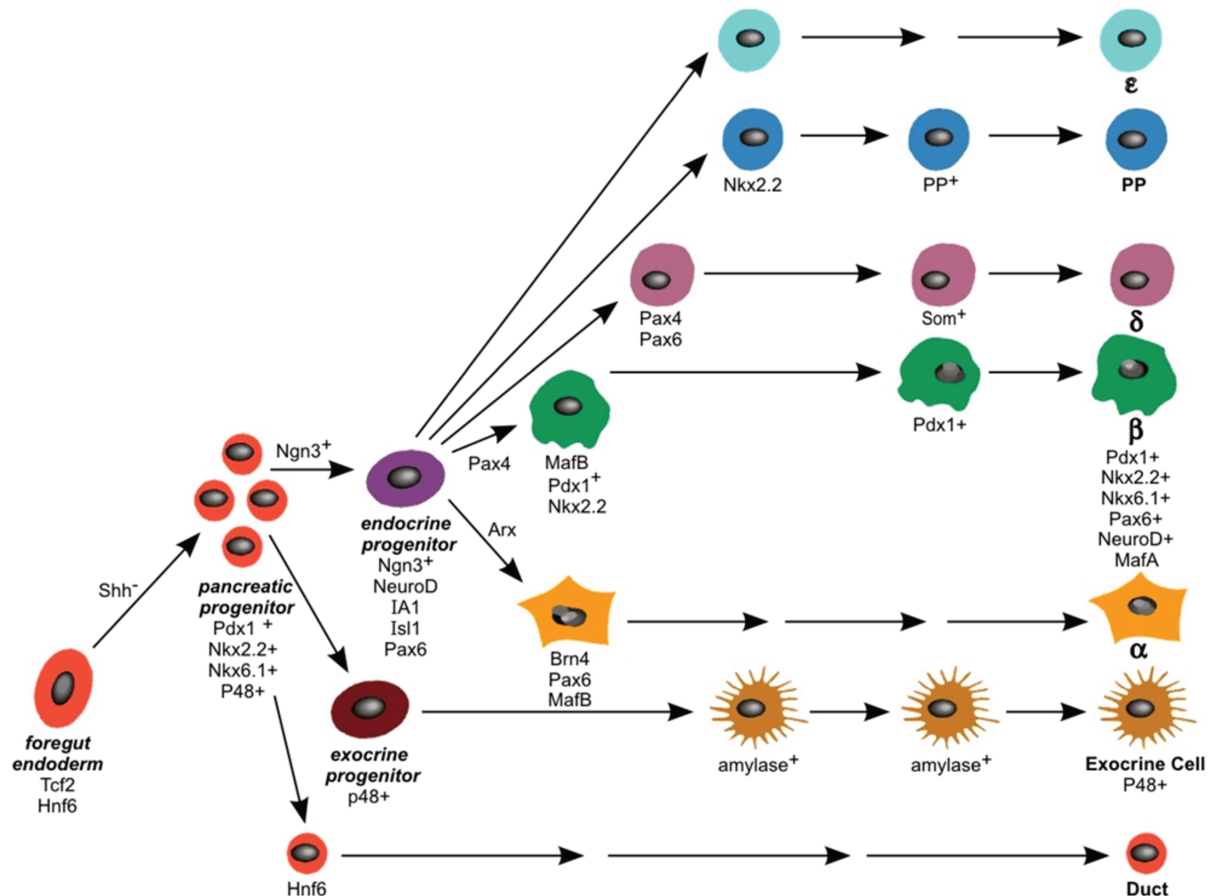 ε
Nkx2.2
PP⁺
PP
Pax4
Pax6
Som⁺
δ
Pdx1+
β
Pdx1+
Nkx2.2+
Nkx6.1+
Pax6+
NeuroD+
MafA
Ngn3⁺
Pax4
MafB
Pdx1⁺
Nkx2.2
endocrine
progenitor
Ngn3⁺
NeuroD
IA1
Isl1
Pax6
Arx
Shh⁻
pancreatic
progenitor
Pdx1 ⁺
Nkx2.2+
Nkx6.1+
P48+
Brn4
Pax6
MafB
α
foregut
endoderm
Tcf2
Hnf6
exocrine
progenitor
p48+
amylase⁺
amylase⁺
Exocrine Cell
P48+
Hnf6
Duct